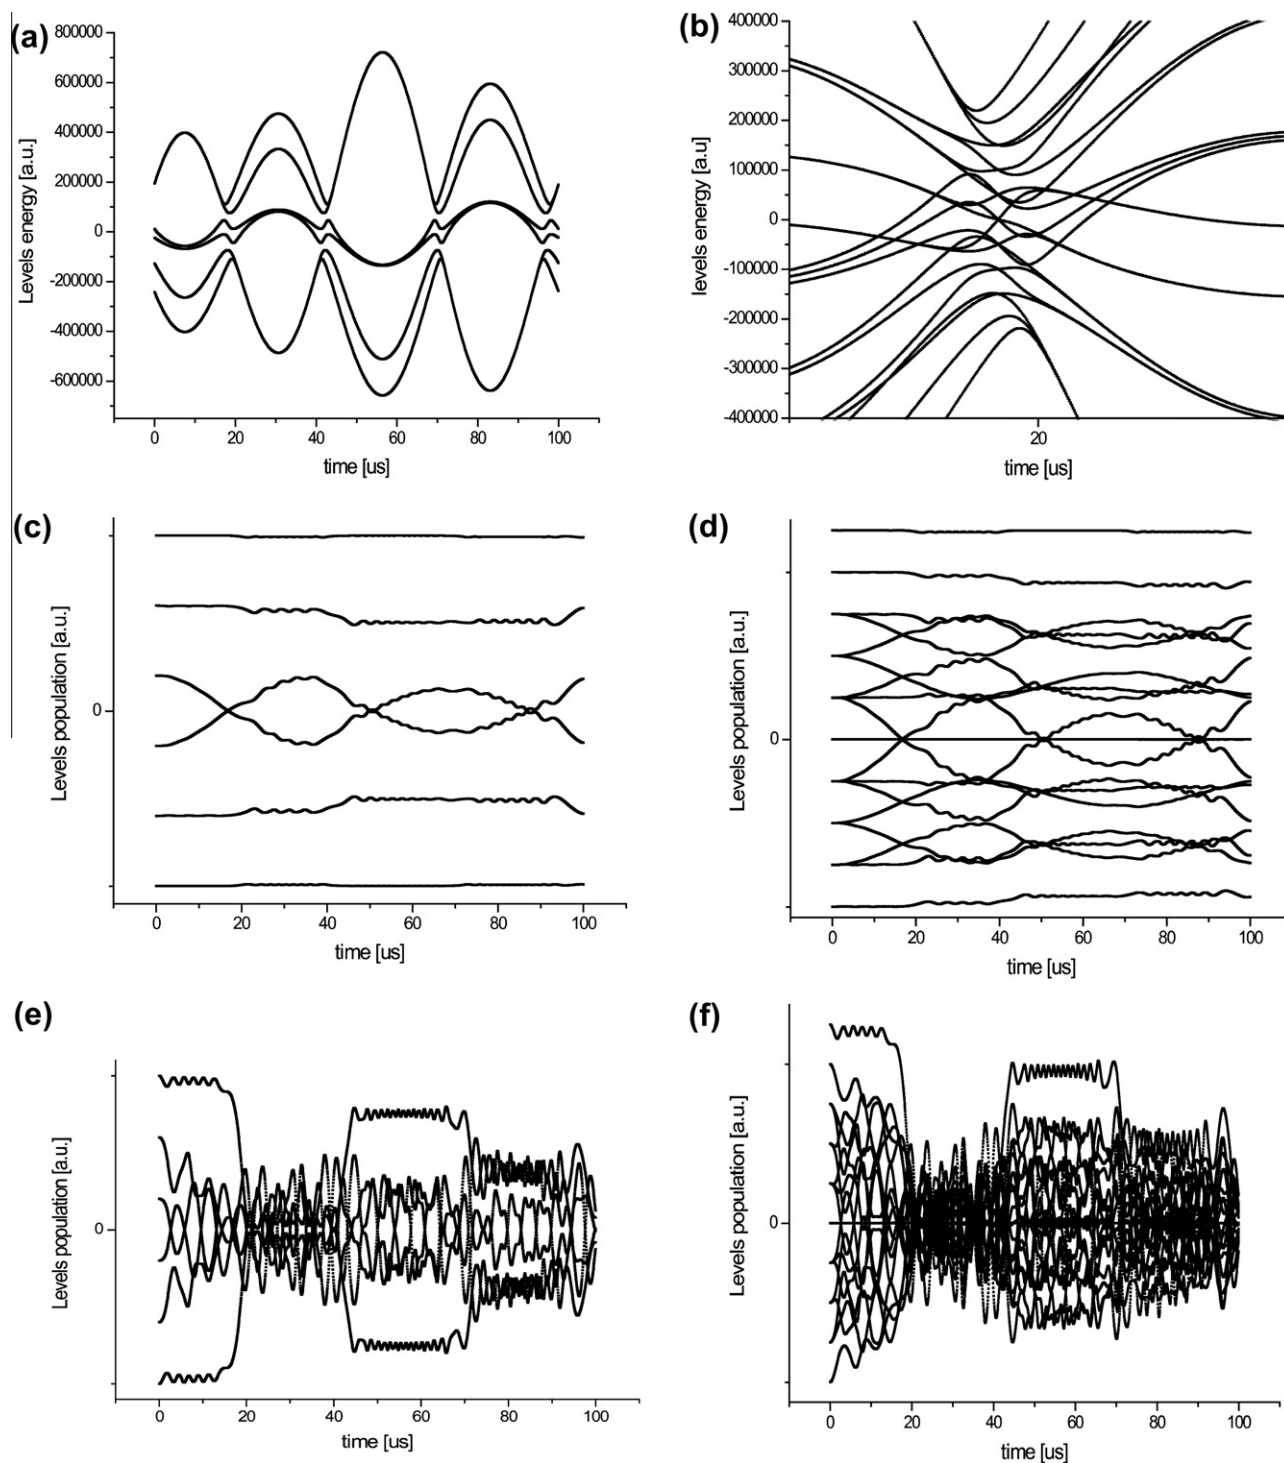 (a)
800000
600000
400000
200000
0
-200000
-400000
-600000
Levels energy [a.u.]
0 20 40 60 80 100
time [us]
(b)
400000
300000
200000
100000
0
-100000
-200000
-300000
-400000
levels energy [a.u]
20
time [us]
(c)
Levels population [a.u.]
0
0 20 40 60 80 100
time [us]
(d)
Levels population [a.u.]
0
0 20 40 60 80 100
time [us]
(e)
Levels population [a.u.]
0
0 20 40 60 80 100
time [us]
(f)
Levels population [a.u.]
0
0 20 40 60 80 100
time [us]